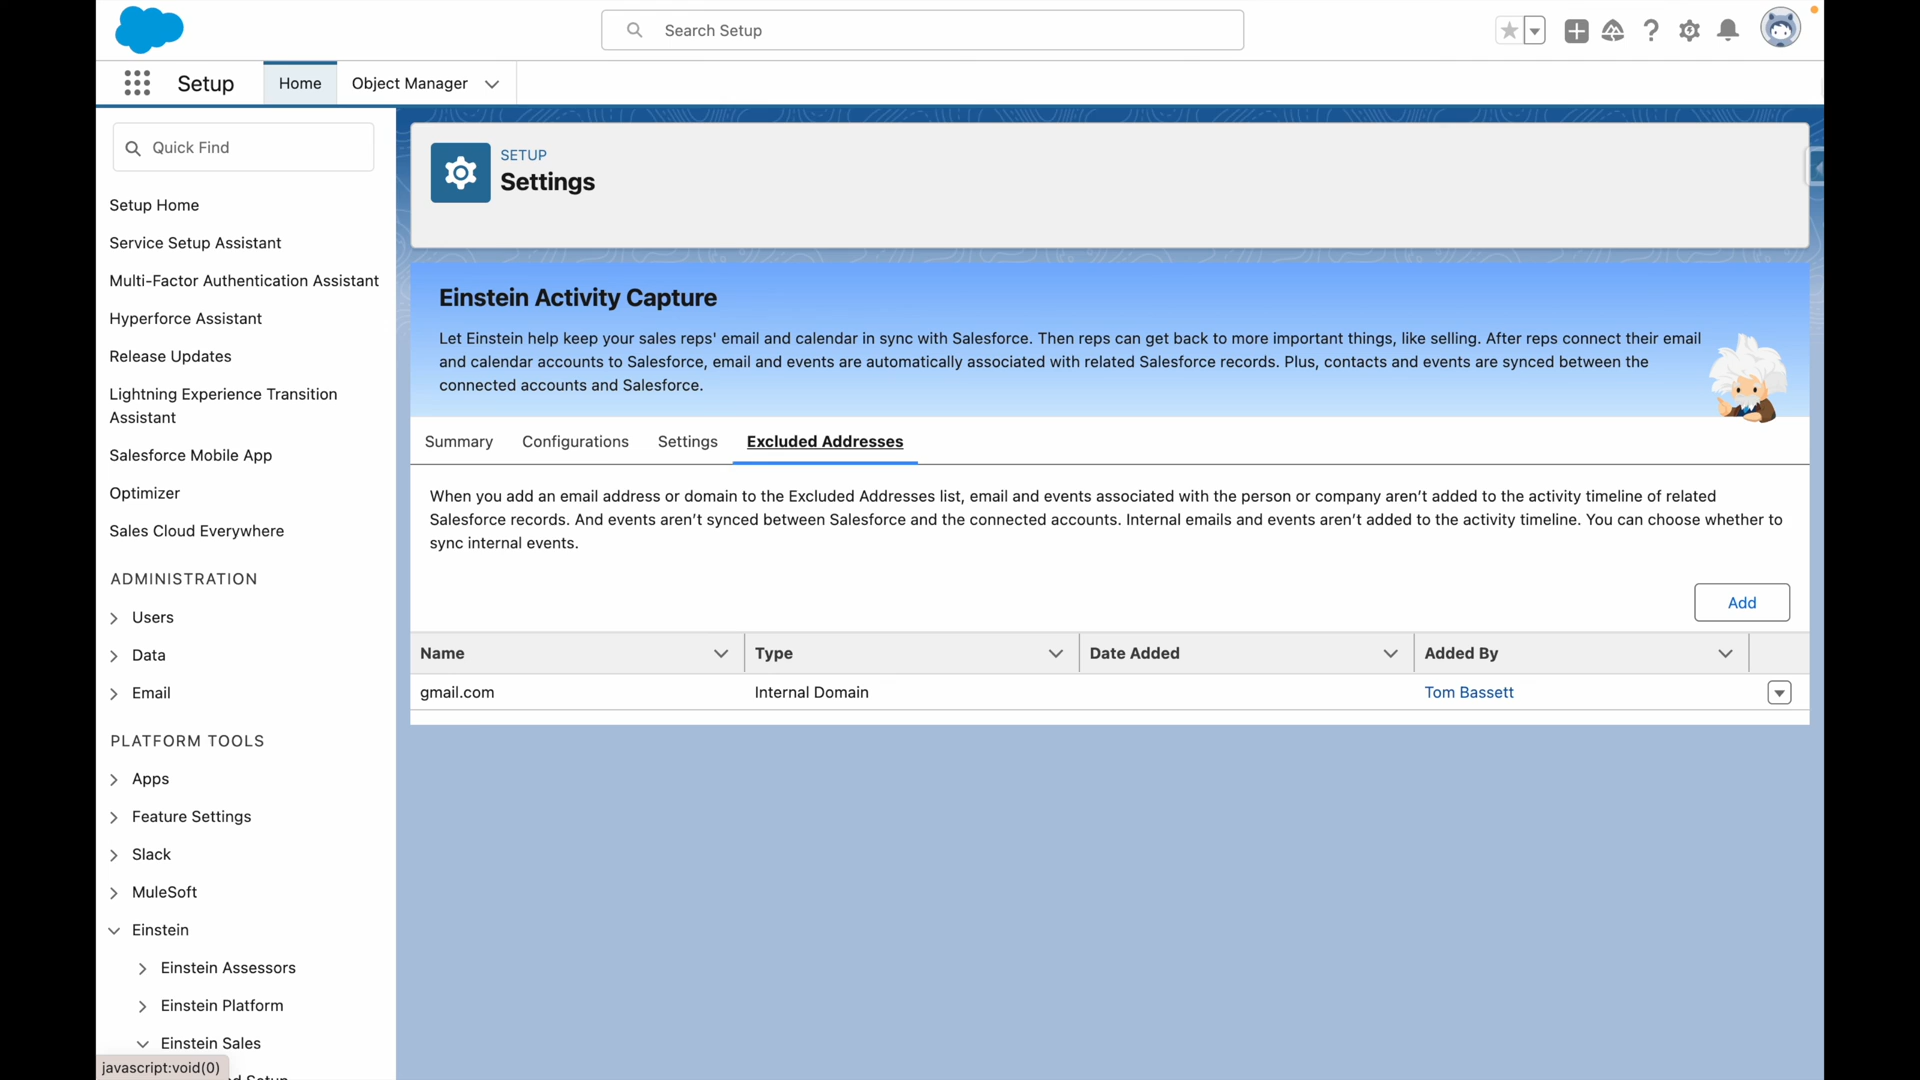 Search Setup
Setup
Home
Object Manager
Quick Find
Setup Home
Service Setup Assistant
Multi-Factor Authentication Assistant
Hyperforce Assistant
Release Updates
Lightning Experience Transition
Assistant
Salesforce Mobile App
Optimizer
Sales Cloud Everywhere
ADMINISTRATION
Users
Data
Email
PLATFORM TOOLS
Apps
Feature Settings
Slack
MuleSoft
Einstein
Einstein Assessors
Einstein Platform
Einstein Sales
javascript:void(0)
SETUP
Settings
Einstein Activity Capture
Let Einstein help keep your sales reps' email and calendar in sync with Salesforce. Then reps can get back to more important things, like selling. After reps connect their email
and calendar accounts to Salesforce, email and events are automatically associated with related Salesforce records. Plus, contacts and events are synced between the
connected accounts and Salesforce.
Summary
Configurations
Settings
Excluded Addresses
When you add an email address or domain to the Excluded Addresses list, email and events associated with the person or company aren’t added to the activity timeline of related
Salesforce records. And events aren’t synced between Salesforce and the connected accounts. Internal emails and events aren’t added to the activity timeline. You can choose whether to
sync internal events.
Add
Name
Type
Date Added
Added By
gmail.com
Internal Domain
Tom Bassett